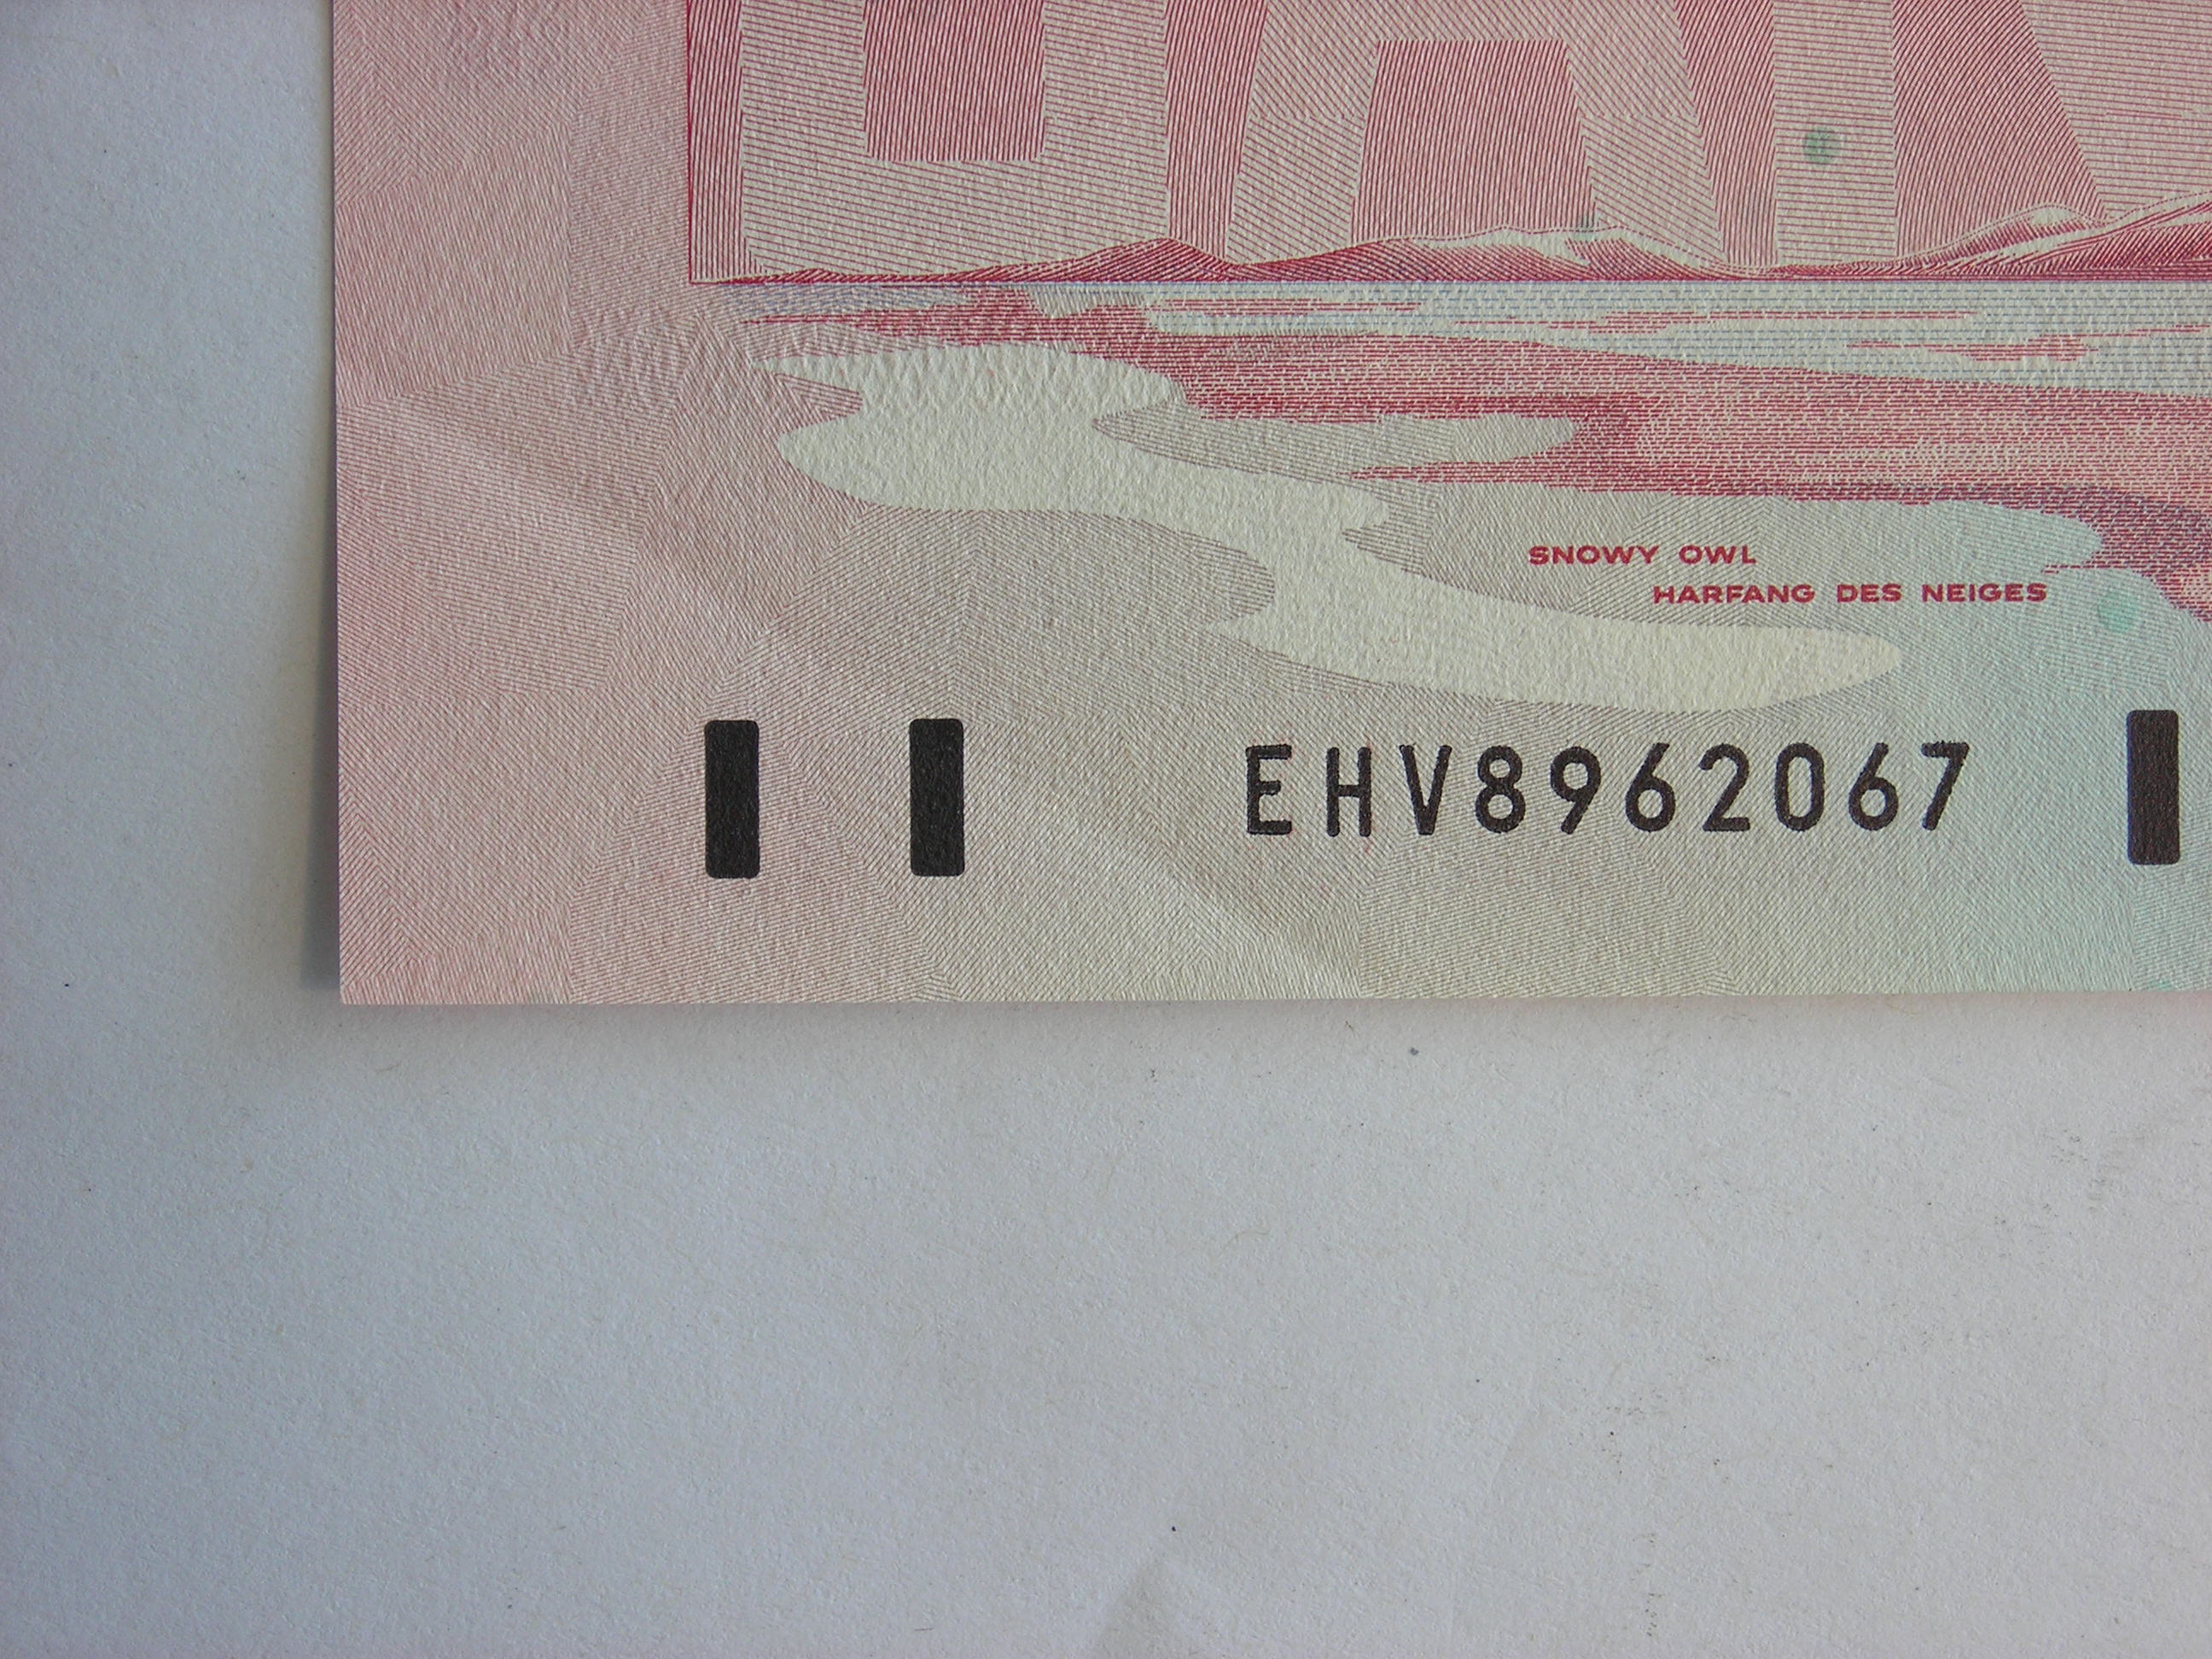 SNOWY OWL
HARFANG DES NEIGES
EHV8962067